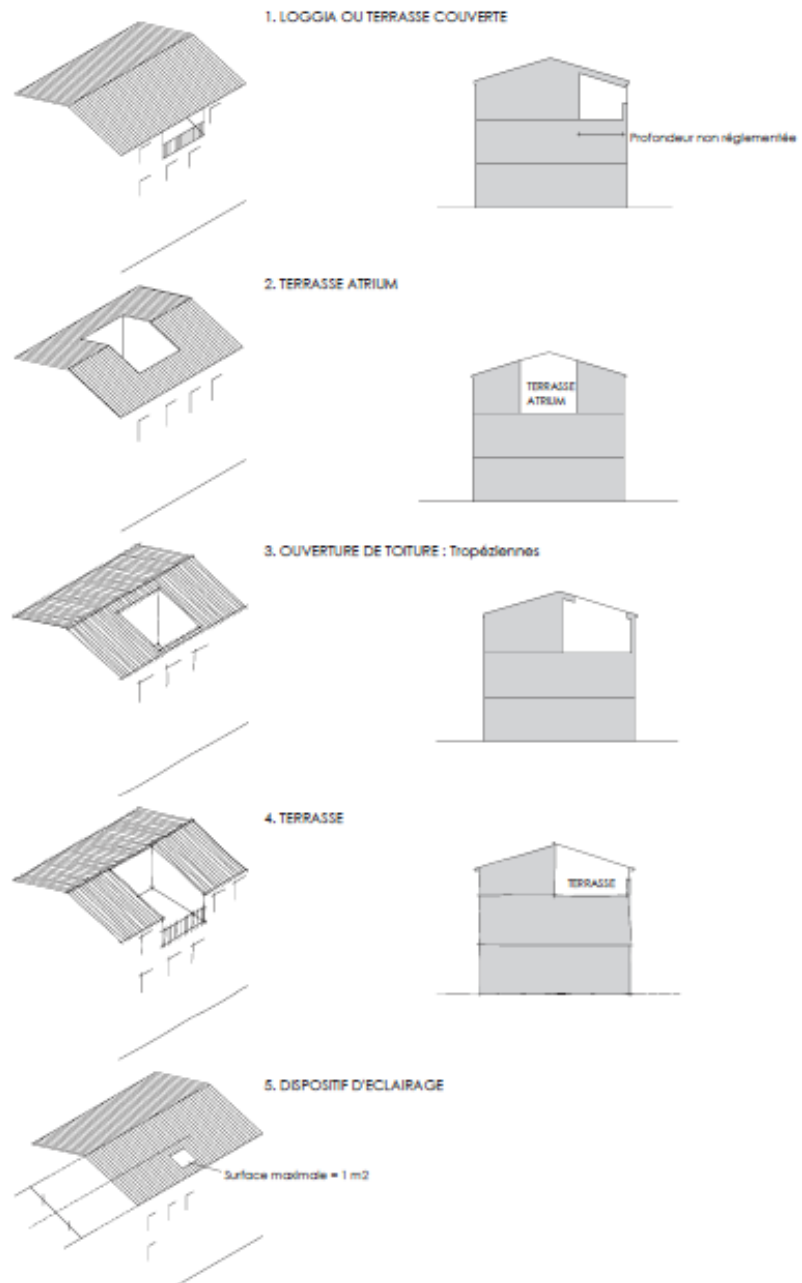 1. LOGGIA OU TERRASSE COUVERTE
Profondeur non réglementée
2. TERRASSE ATRIUM
TERRASSE
ATRIUM
3. OUVERTURE DE TOITURE : Tropéziennes
4. TERRASSE
TERRASSE
5. DISPOSITIF D'ECLAIRAGE
Surface maximale = 1 m2